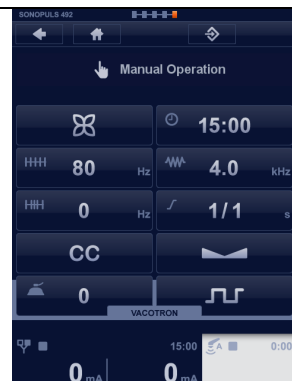 SONOPULS 492
Manual Operation
15:00
80 Hz 4.0 kHz
0 Hz 1/1 s
CC
0
VACOTRON
15:00 A 0:00
0 mA 0 mA